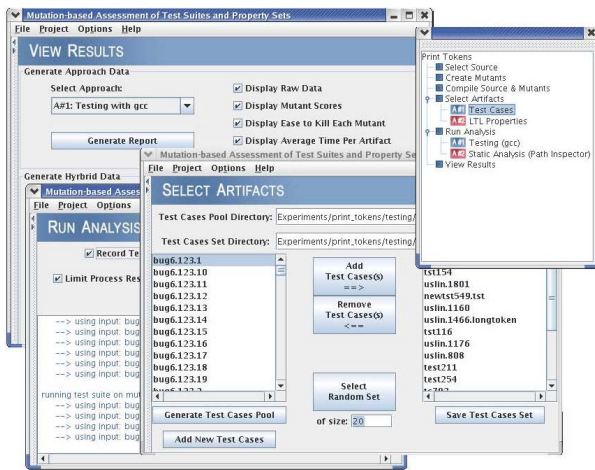 Mutation-based Assessment of Test Suites and Property Sets
File Project Options Help
VIEW RESULTS
Generate Approach Data
Select Approach:
A#1: Testing with gcc
Generate Report
Display Raw Data
Display Mutant Scores
Display Ease to Kill Each Mutant
Display Average Time Per Artifact
Generate Hyrbrid Data
Print Tokens
Select Source
Create Mutants
Compile Source & Mutants
Select Artifacts
A#1 Test Cases
A#2 LTL Properties
Run Analysis
A#1 Testing (gcc)
A#2 Static Analysis (Path Inspector)
View Results
Mutation-based Asses
File Project Options
RUN ANALYSIS
Record Te
Limit Process Res
--> using input: bug
--> using input: bug
--> using input: bug
--> using input: bug
--> using input: bug
running test suite on mut
--> using input: bug
--> using input: bug
--> using input: bug
--> using input: bug
Mutation-based Assessment of Test Suites and Property Se
File Project Options Help
SELECT ARTIFACTS
Test Cases Pool Directory: Experiments/print_tokens/testing/
Test Cases Set Directory: Experiments/print_tokens/testing/
bug6.123.1
bug6.123.10
bug6.123.11
bug6.123.12
bug6.123.13
bug6.123.14
bug6.123.15
bug6.123.16
bug6.123.17
bug6.123.18
bug6.123.19
Generate Test Cases Pool
Add New Test Cases
Add
Test Cases(s)
==>
Remove
Test Cases(s)
<==
Select
Random Set
of size: 20
tst154
uslin.1801
newtst549.tst
uslin.1160
uslin.1466.longtoken
tst116
uslin.1176
uslin.808
test211
test254
Save Test Cases Set